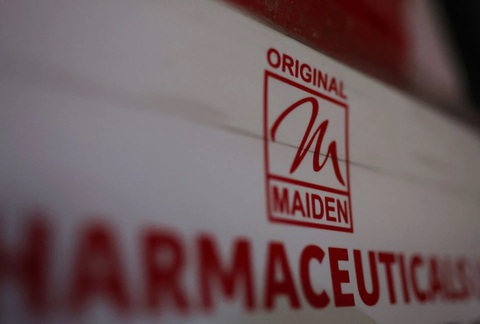 ORIGINAL
M
MAIDEN
HARMACEUTICALS